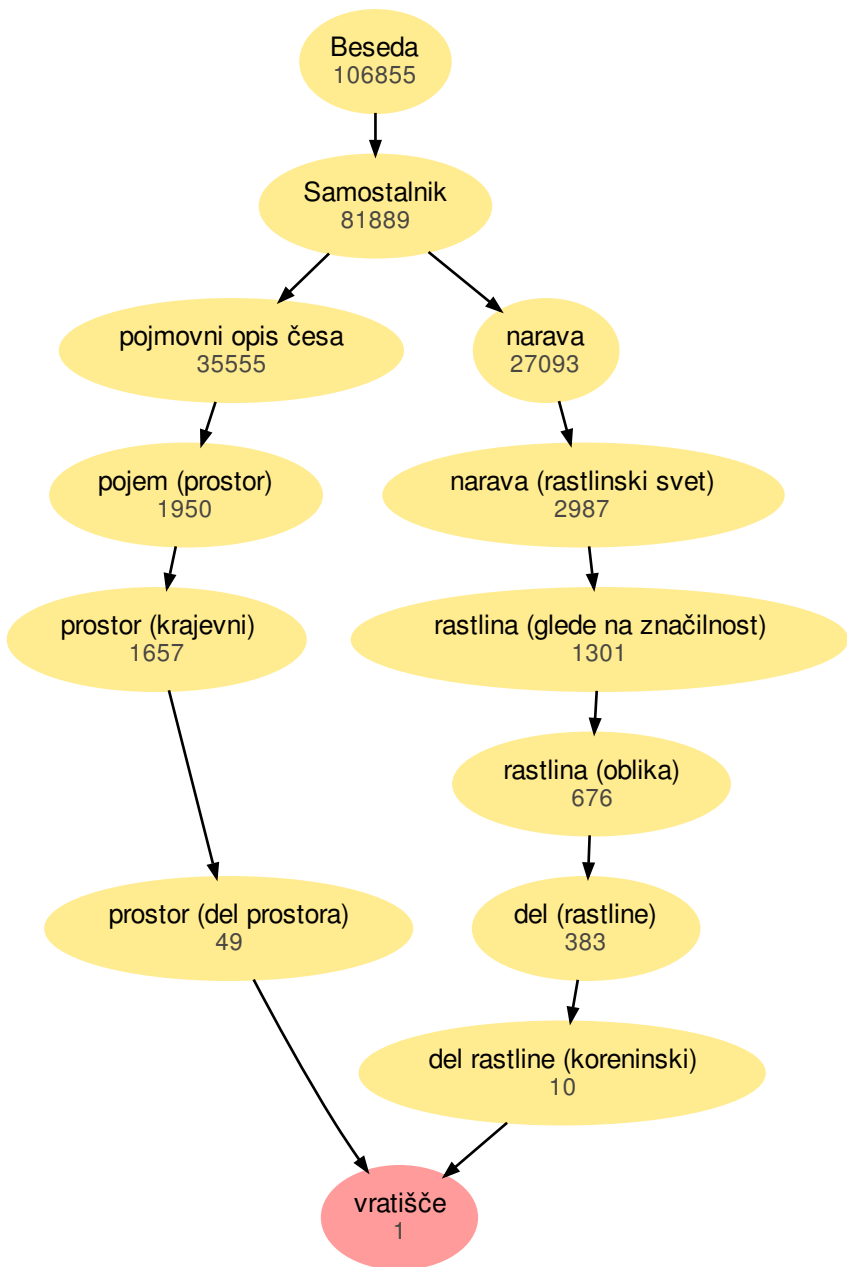 Beseda
106855
Samostalnik
81889
pojmovni opis česa
35555
narava
27093
pojem (prostor)
1950
narava (rastlinski svet)
2987
prostor (krajevni)
1657
rastlina (glede na značilnost)
1301
rastlina (oblika)
676
prostor (del prostora)
49
del (rastline)
383
del rastline (koreninski)
10
vratišče
1